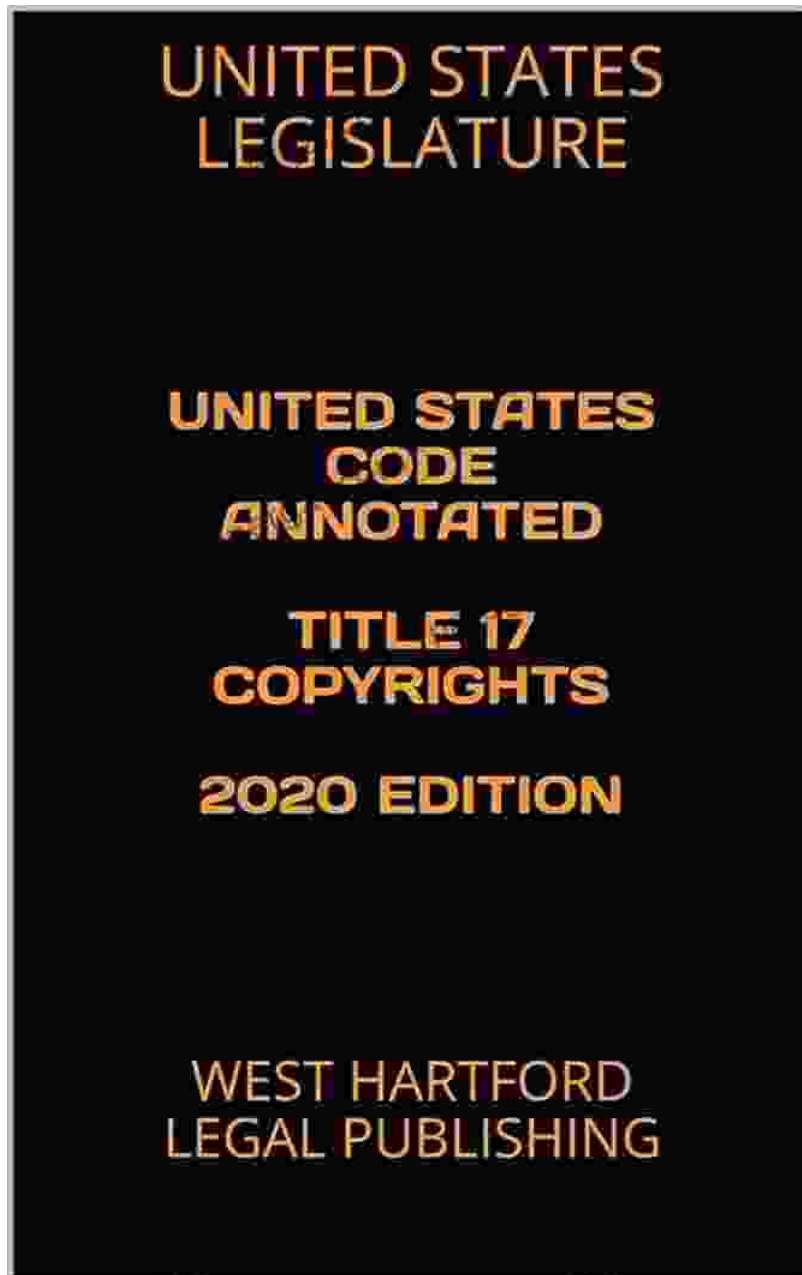 UNITED STATES
LEGISLATURE
UNITED STATES
CODE
ANNOTATED
TITLE 17
COPYRIGHTS
2020 EDITION
WEST HARTFORD
LEGAL PUBLISHING